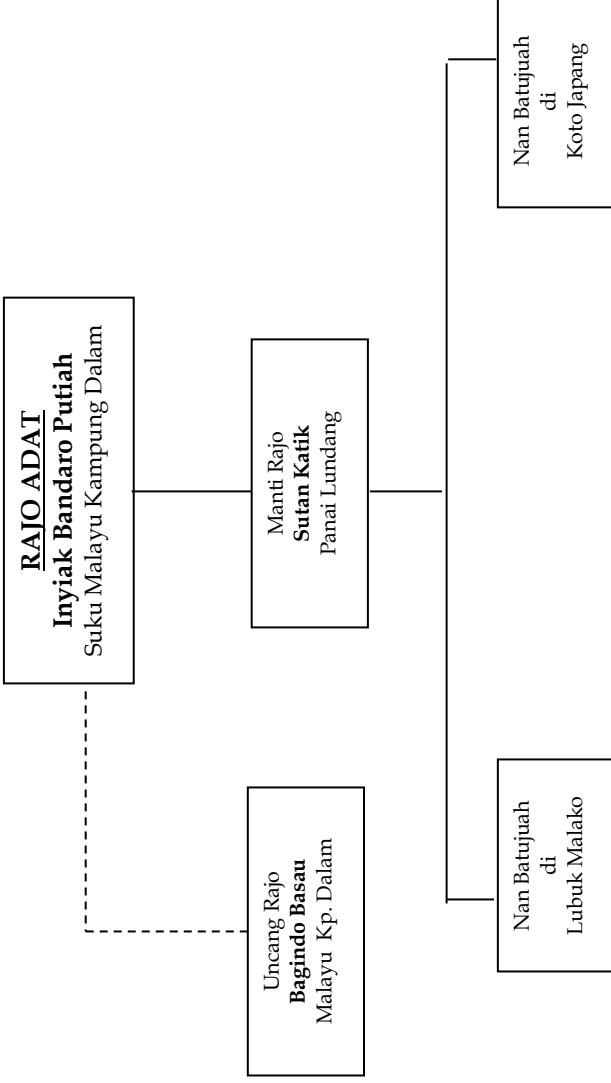 RAJO ADAT
Inyiak Bandaro Putiah
Suku Malayu Kampung Dalam
Uncang Rajo
Bagindo Basau
Malayu Kp. Dalam
Manti Rajo
Sutan Katik
Panai Lundang
Nan Batujuah
di
Lubuk Malako
Nan Batujuah
di
Koto Japang